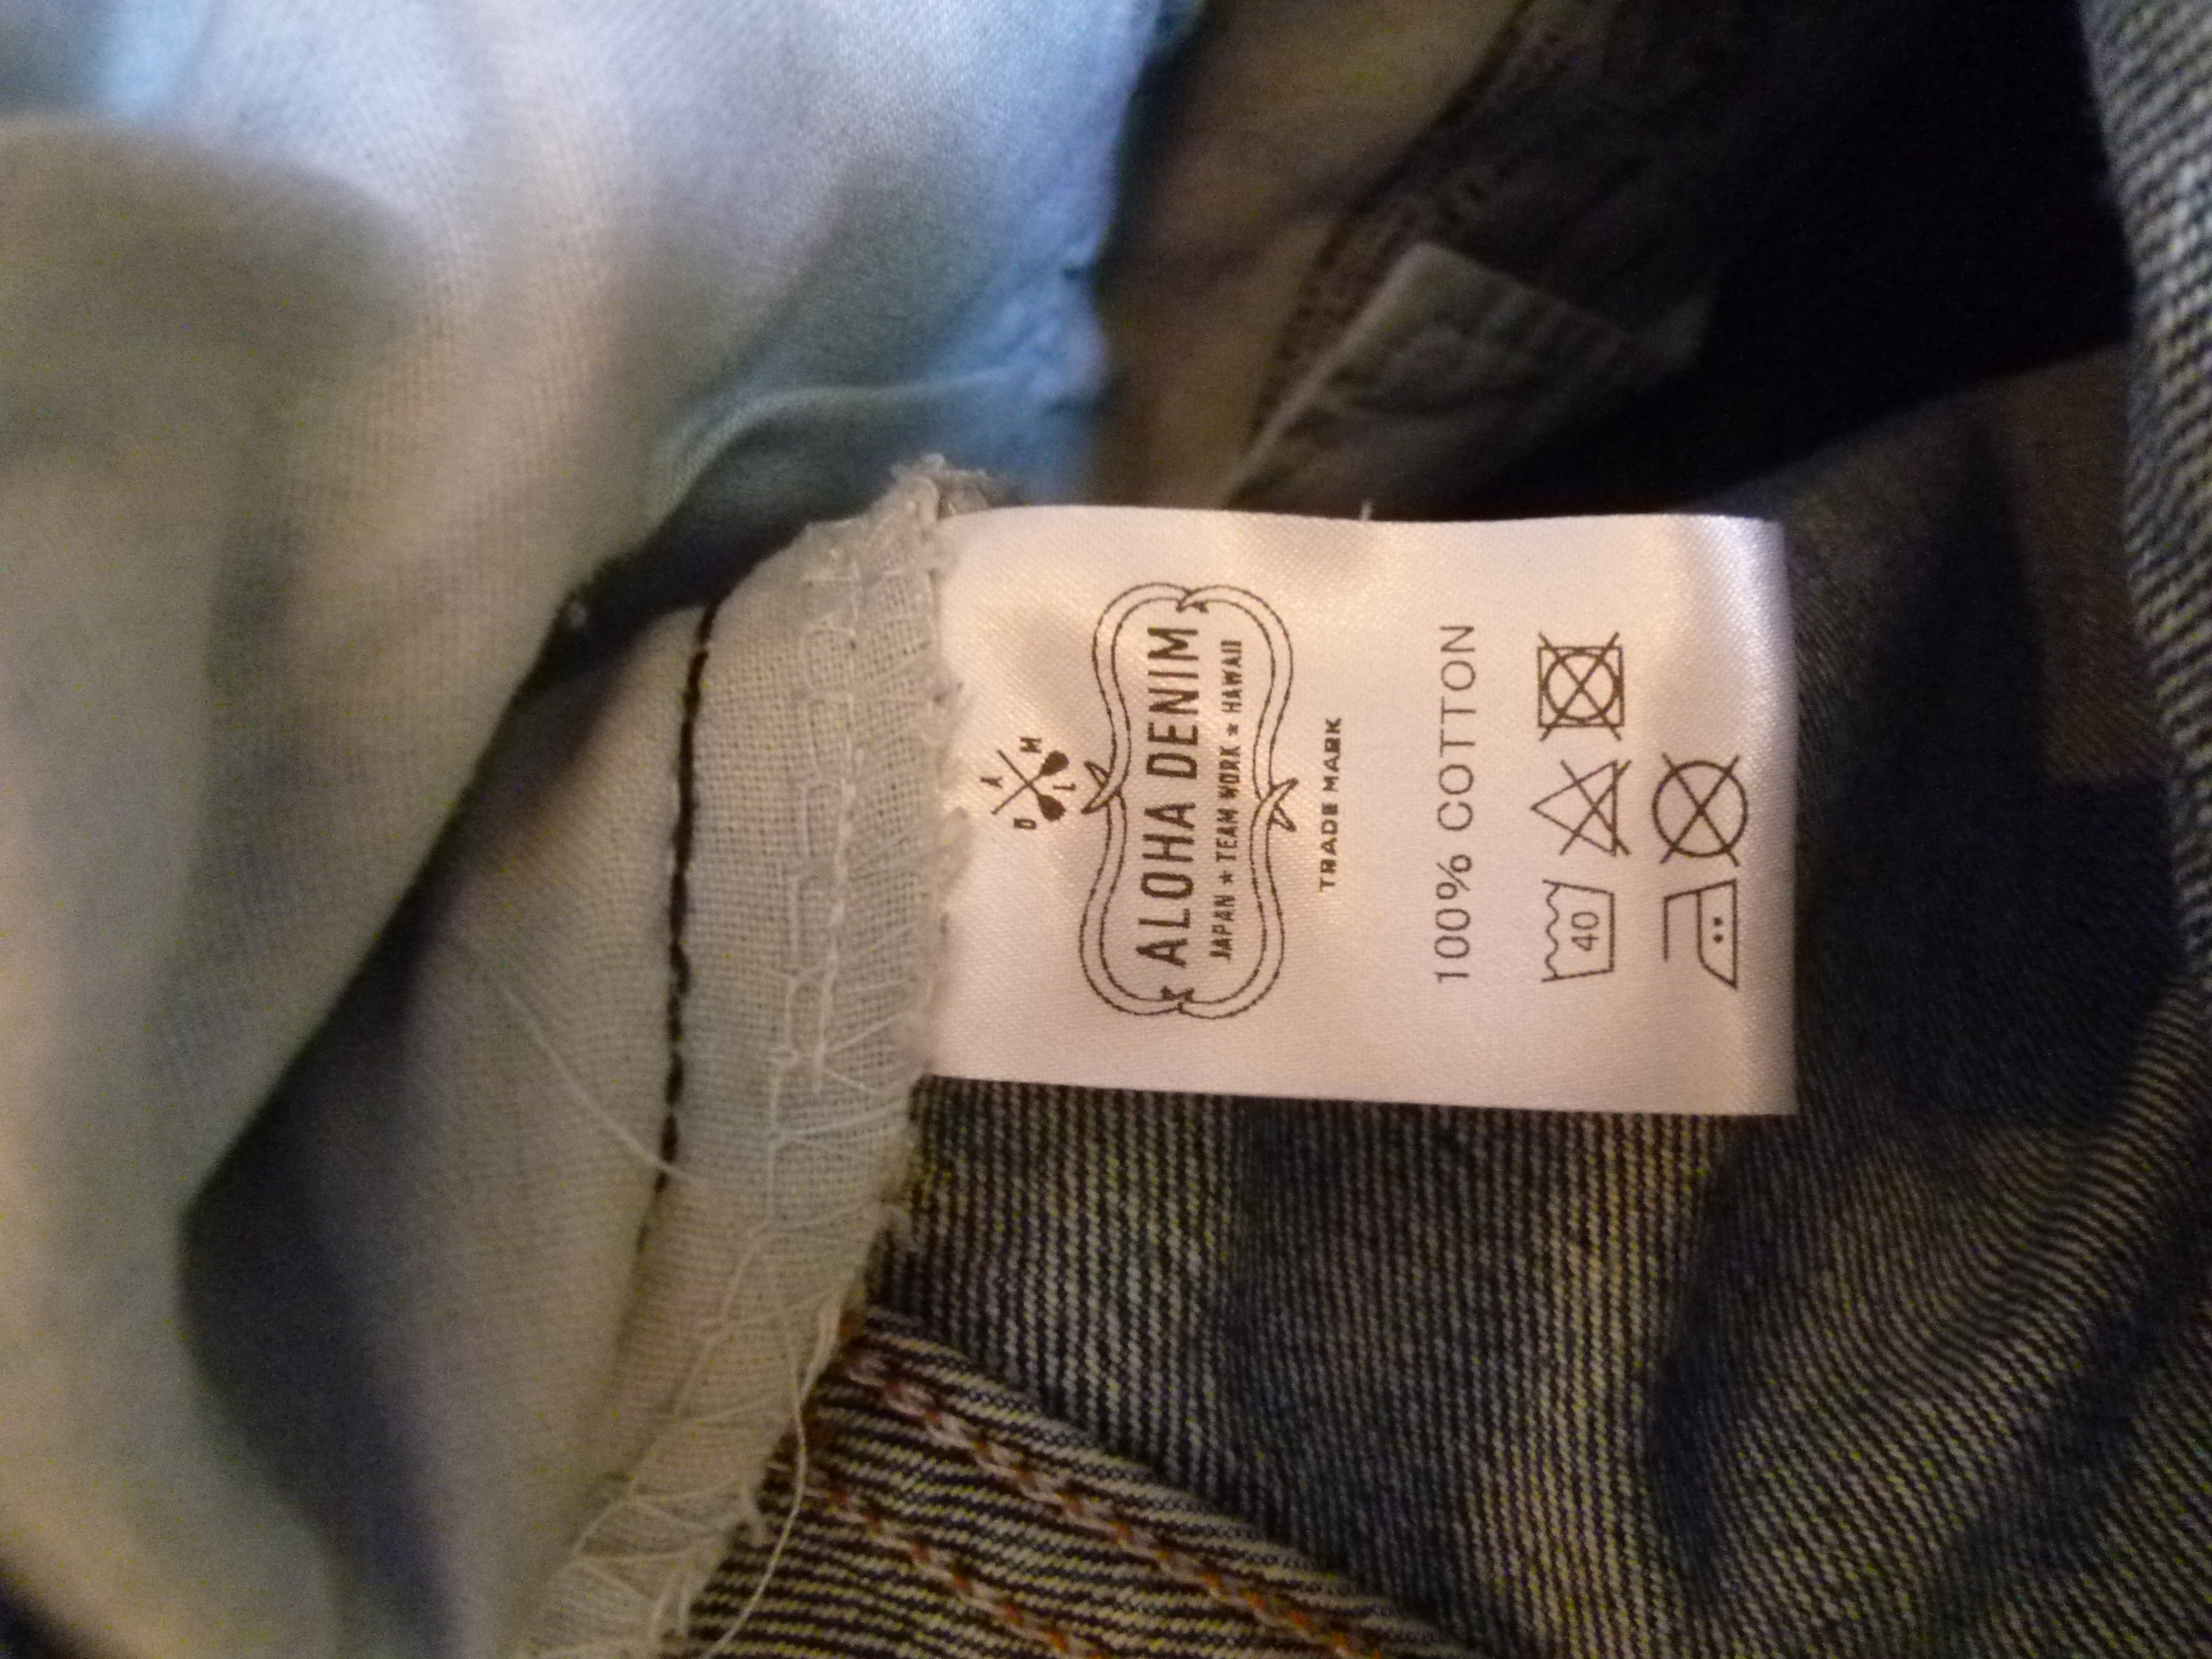 D Y L M
ALOHA DENIM
JAPAN ★ TEAM WORK ★ HAWAII
TRADE MARK
100% COTTON
40